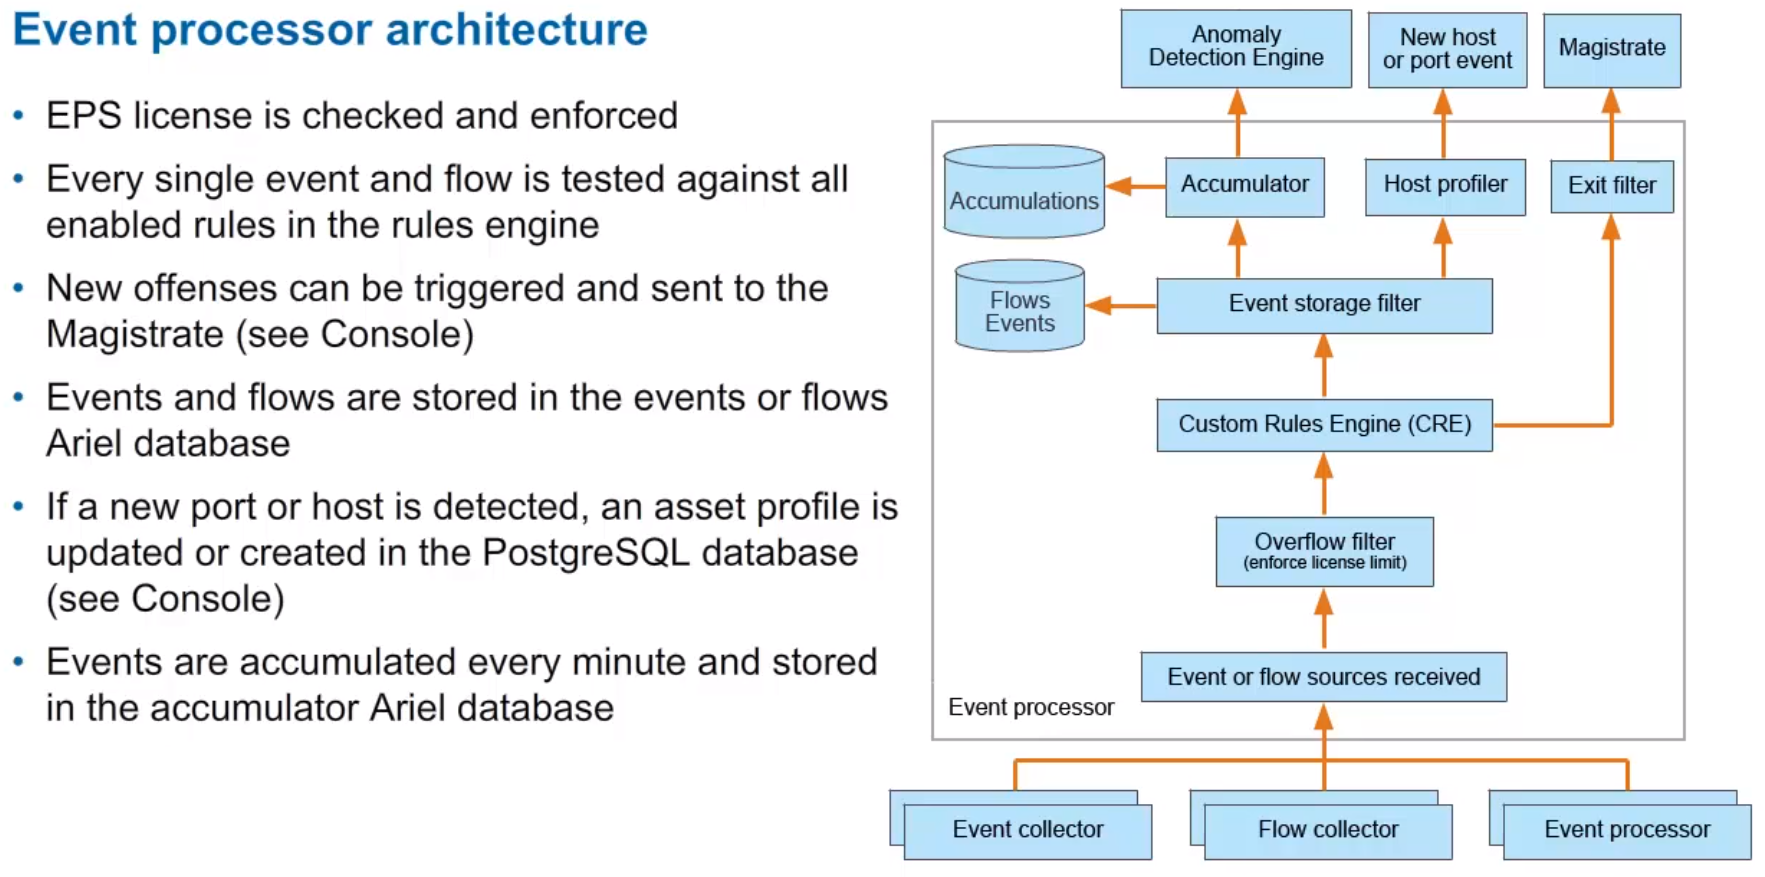 Event processor architecture
• EPS license is checked and enforced
• Every single event and flow is tested against all
enabled rules in the rules engine
• New offenses can be triggered and sent to the
Magistrate (see Console)
• Events and flows are stored in the events or flows
Ariel database
• If a new port or host is detected, an asset profile is
updated or created in the PostgreSQL database
(see Console)
• Events are accumulated every minute and stored
in the accumulator Ariel database
Anomaly
Detection Engine
New host
or port event
Magistrate
Accumulations
Accumulator
Host profiler
Exit filter
Flows
Events
Event storage filter
Custom Rules Engine (CRE)
Overflow filter
(enforce license limit)
Event or flow sources received
Event processor
Event collector
Flow collector
Event processor